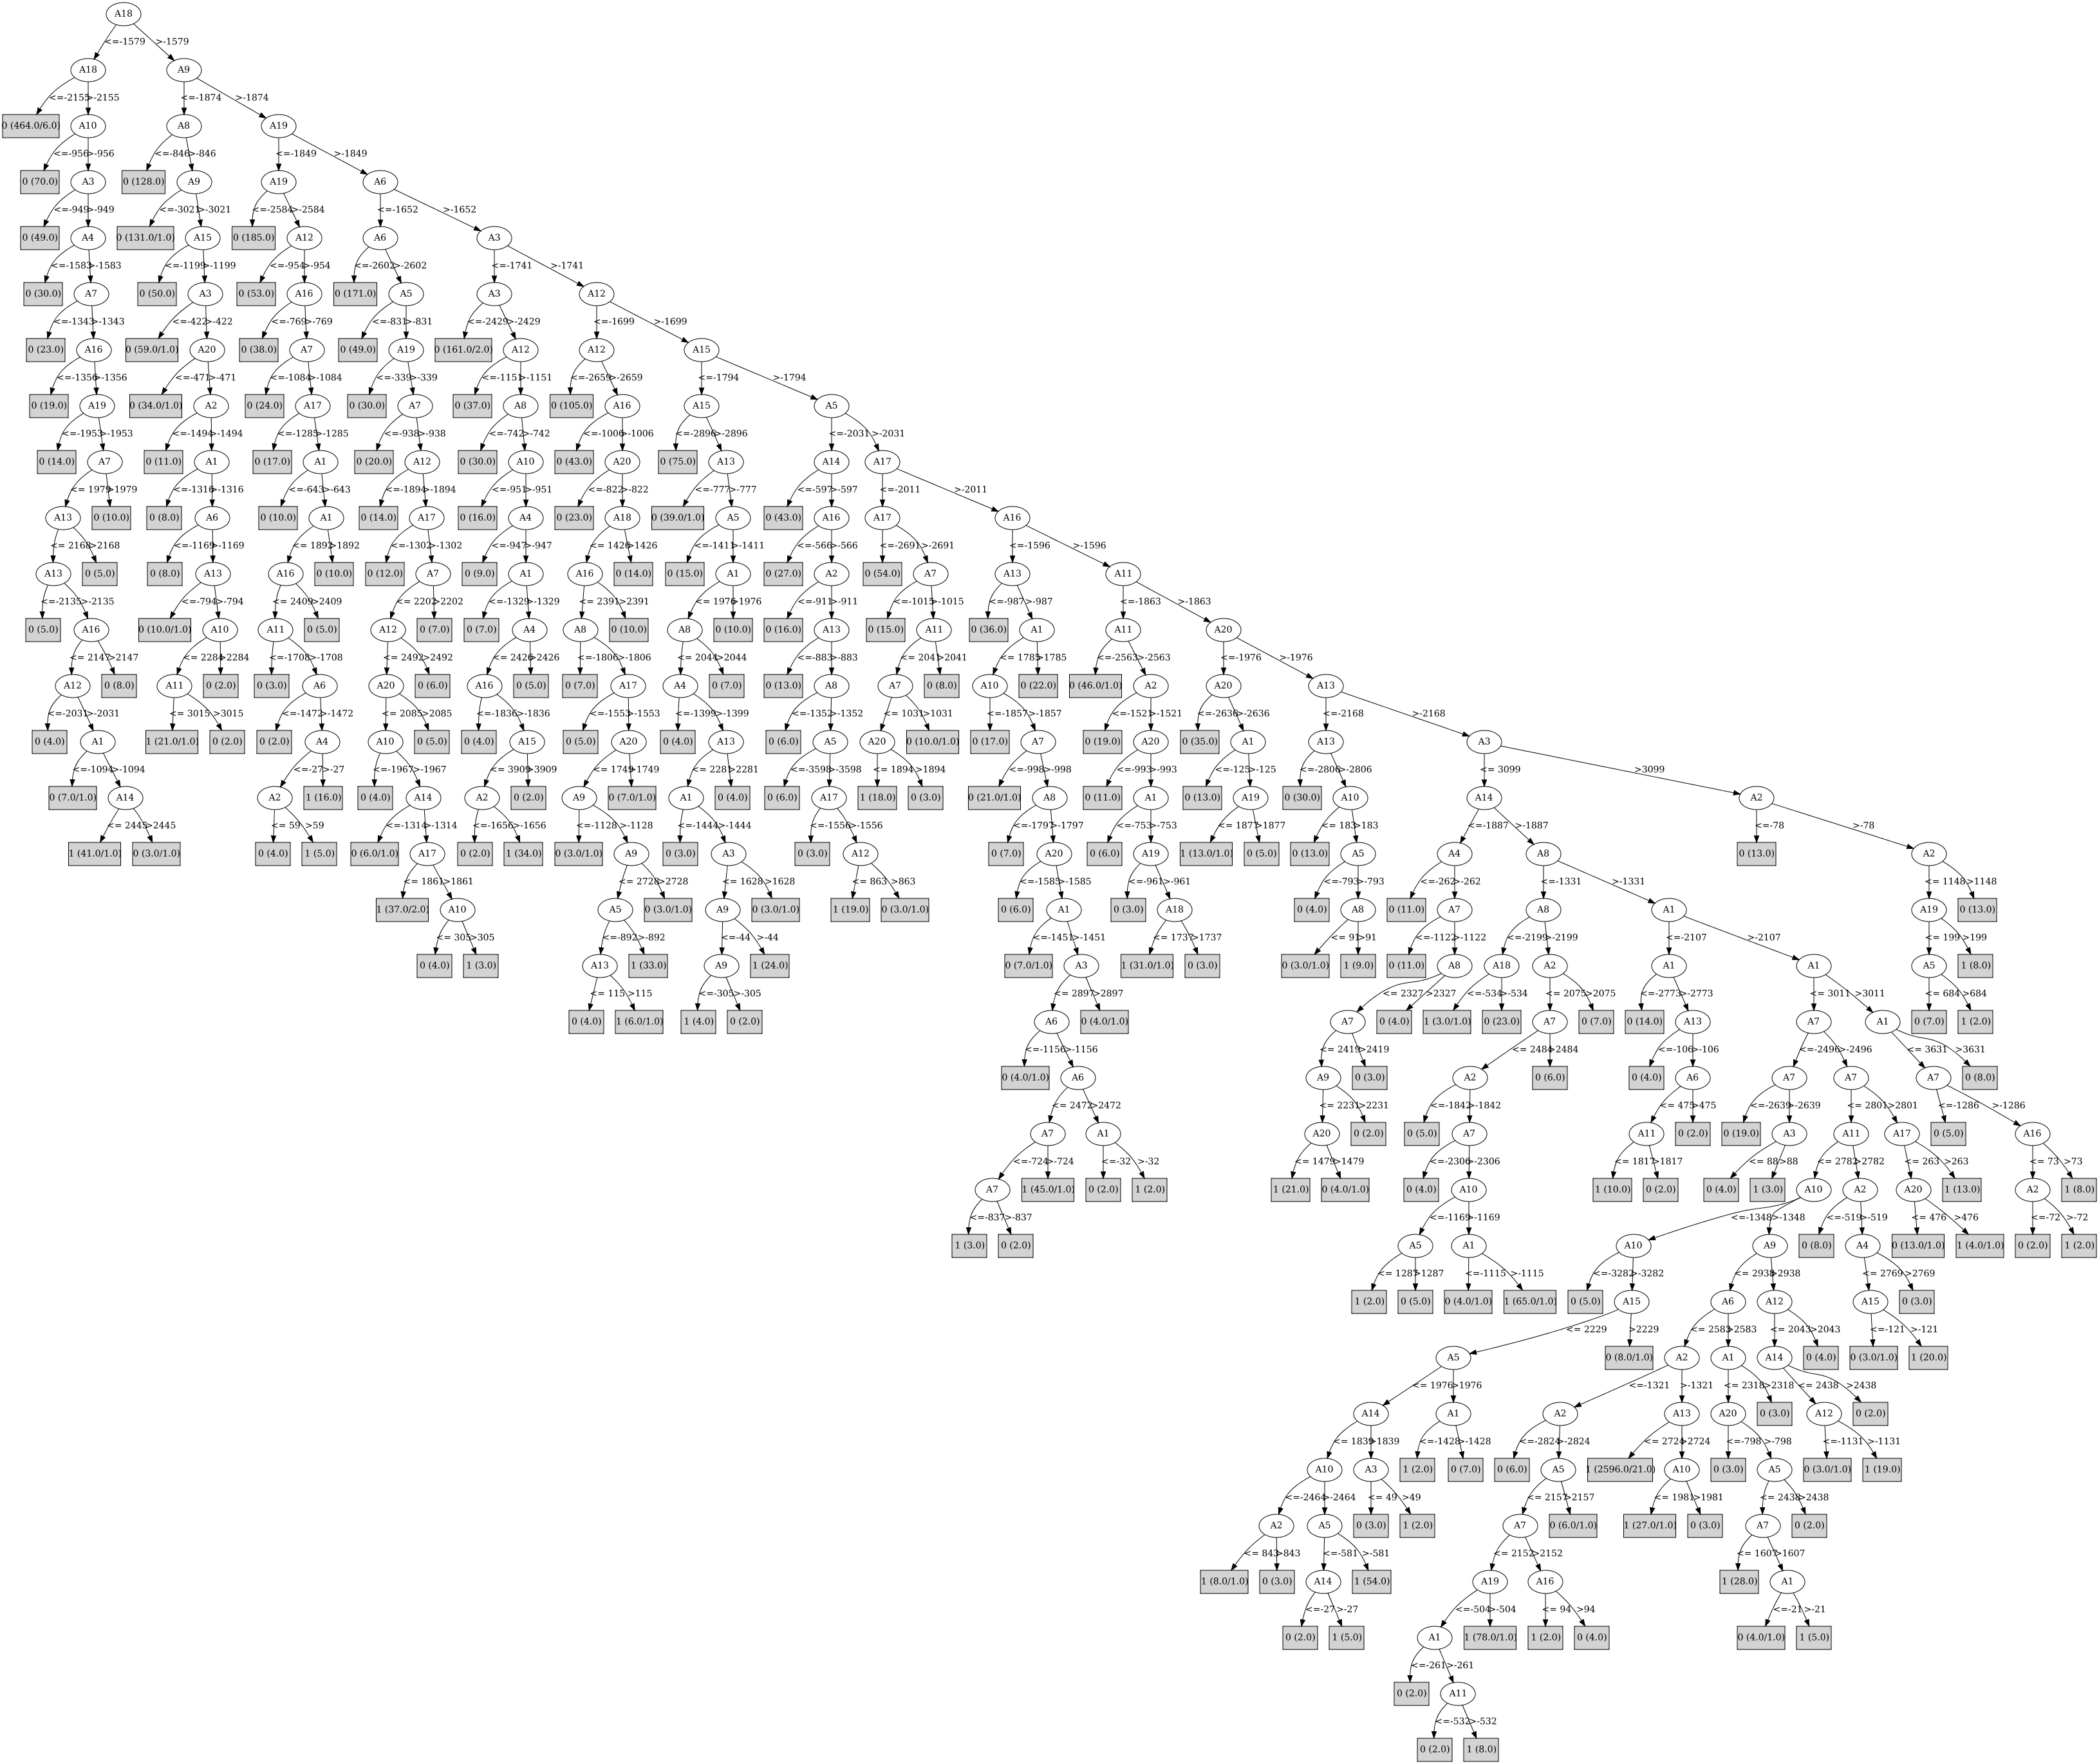 A18
<=-1579 >-1579
A18 A9
<=-2155 >-2155 <=-1874 >-1874
0 (464.0/6.0) A10 A8 A19
<=-956 >-956 <=-846 >-846 <=-1849 >-1849
0 (70.0) A3 0 (128.0) A9 A19 A6
<=-949 >-949 <=-3021 >-3021 <=-2584 >-2584 <=-1652 >-1652
0 (49.0) A4 0 (131.0/1.0) A15 0 (185.0) A12 A6 A3
<=-1583 >-1583 <=-1199 >-1199 <=-954 >-954 <=-2602 >-2602 <=-1741 >-1741
0 (30.0) A7 0 (50.0) A3 0 (53.0) A16 0 (171.0) A5 A3 A12
<=-1343 >-1343 <=-422 >-422 <=-769 >-769 <=-831 >-831 <=-2429 >-2429 <=-1699 >-1699
0 (23.0) A16 0 (59.0/1.0) A20 0 (38.0) A7 0 (49.0) A19 0 (161.0/2.0) A12 A12 A15
<=-1356 >-1356 <=-471 >-471 <=-1084 >-1084 <=-339 >-339 <=-1151 >-1151 <=-2659 >-2659 <=-1794 >-1794
0 (19.0) A19 0 (34.0/1.0) A2 0 (24.0) A17 0 (30.0) A7 0 (37.0) A8 0 (105.0) A16 A15 A5
<=-1953 >-1953 <=-1494 >-1494 <=-1285 >-1285 <=-938 >-938 <=-742 >-742 <=-1006 >-1006 <=-2896 >-2896 <=-2031 >-2031
0 (14.0) A7 0 (11.0) A1 0 (17.0) A1 0 (20.0) A12 0 (30.0) A10 0 (43.0) A20 0 (75.0) A13 A14 A17
<= 1979 >1979 <=-1316 >-1316 <=-643 >-643 <=-1894 >-1894 <=-951 >-951 <=-822 >-822 <=-777 >-777 <=-597 >-597 <=-2011 >-2011
A13 0 (10.0) 0 (8.0) A6 0 (10.0) A1 0 (14.0) A17 0 (16.0) A4 0 (23.0) A18 0 (39.0/1.0) A5 0 (43.0) A16 A17 A16
<= 2168 >2168 <=-1169 >-1169 <= 1892 >1892 <=-1302 >-1302 <=-947 >-947 <= 1426 >1426 <=-1411 >-1411 <=-566 >-566 <=-2691 >-2691 <=-1596 >-1596
A13 0 (5.0) 0 (8.0) A13 A16 0 (10.0) 0 (12.0) A7 0 (9.0) A1 A16 0 (14.0) 0 (15.0) A1 0 (27.0) A2 0 (54.0) A7 A13 A11
<=-2135 >-2135 <=-794 >-794 <= 2409 >2409 <= 2202 >2202 <=-1329 >-1329 <= 2391 >2391 <= 1976 >1976 <=-911 >-911 <=-1015 >-1015 <=-987 >-987 <=-1863 >-1863
0 (5.0) A16 0 (10.0/1.0) A10 A11 0 (5.0) A12 0 (7.0) 0 (7.0) A4 A8 0 (10.0) A8 0 (10.0) 0 (16.0) A13 0 (15.0) A11 0 (36.0) A1 A11 A20
<= 2147 >2147 <= 2284 >2284 <=-1708 >-1708 <= 2492 >2492 <= 2426 >2426 <=-1806 >-1806 <= 2044 >2044 <=-883 >-883 <= 2041 >2041 <= 1785 >1785 <=-2563 >-2563 <=-1976 >-1976
A12 0 (8.0) A11 0 (2.0) 0 (3.0) A6 A20 0 (6.0) A16 0 (5.0) 0 (7.0) A17 A4 0 (7.0) 0 (13.0) A8 A7 0 (8.0) A10 0 (22.0) 0 (46.0/1.0) A2 A20 A13
<=-2031 >-2031 <= 3015 >3015 <=-1472 >-1472 <= 2085 >2085 <=-1836 >-1836 <=-1553 >-1553 <=-1399 >-1399 <=-1352 >-1352 <= 1031 >1031 <=-1857 >-1857 <=-1521 >-1521 <=-2636 >-2636 <=-2168 >-2168
0 (4.0) A1 1 (21.0/1.0) 0 (2.0) 0 (2.0) A4 A10 0 (5.0) 0 (4.0) A15 0 (5.0) A20 0 (4.0) A13 0 (6.0) A5 A20 0 (10.0/1.0) 0 (17.0) A7 0 (19.0) A20 0 (35.0) A1 A13 A3
<=-1094 >-1094 <=-27 >-27 <=-1967 >-1967 <= 3909 >3909 <= 1749 >1749 <= 2281 >2281 <=-3598 >-3598 <= 1894 >1894 <=-998 >-998 <=-993 >-993 <=-125 >-125 <=-2806 >-2806 <= 3099 >3099
0 (7.0/1.0) A14 A2 1 (16.0) 0 (4.0) A14 A2 0 (2.0) A9 0 (7.0/1.0) A1 0 (4.0) 0 (6.0) A17 1 (18.0) 0 (3.0) 0 (21.0/1.0) A8 0 (11.0) A1 0 (13.0) A19 0 (30.0) A10 A14 A2
<= 2445 >2445 <= 59 >59 <=-1314 >-1314 <=-1656 >-1656 <=-1128 >-1128 <=-1444 >-1444 <=-1556 >-1556 <=-1797 >-1797 <=-753 >-753 <= 1877 >1877 <= 183 >183 <=-1887 >-1887 <=-78 >-78
1 (41.0/1.0) 0 (3.0/1.0) 0 (4.0) 1 (5.0) 0 (6.0/1.0) A17 0 (2.0) 1 (34.0) 0 (3.0/1.0) A9 0 (3.0) A3 0 (3.0) A12 0 (7.0) A20 0 (6.0) A19 1 (13.0/1.0) 0 (5.0) 0 (13.0) A5 A4 A8 0 (13.0) A2
<= 1861 >1861 <= 2728 >2728 <= 1628 >1628 <= 863 >863 <=-1585 >-1585 <=-961 >-961 <=-793 >-793 <=-262 >-262 <=-1331 >-1331 <= 1148 >1148
1 (37.0/2.0) A10 A5 0 (3.0/1.0) A9 0 (3.0/1.0) 1 (19.0) 0 (3.0/1.0) 0 (6.0) A1 0 (3.0) A18 0 (4.0) A8 0 (11.0) A7 A8 A1 A19 0 (13.0)
<= 305 >305 <=-892 >-892 <=-44 >-44 <=-1451 >-1451 <= 1737 >1737 <= 91 >91 <=-1122 >-1122 <=-2199 >-2199 <=-2107 >-2107 <= 199 >199
0 (4.0) 1 (3.0) A13 1 (33.0) A9 1 (24.0) 0 (7.0/1.0) A3 1 (31.0/1.0) 0 (3.0) 0 (3.0/1.0) 1 (9.0) 0 (11.0) A8 A18 A2 A1 A1 A5 1 (8.0)
<= 115 >115 <=-305 >-305 <= 2897 >2897 <= 2327 >2327 <=-534 >-534 <= 2075 >2075 <=-2773 >-2773 <= 3011 >3011 <= 684 >684
0 (4.0) 1 (6.0/1.0) 1 (4.0) 0 (2.0) A6 0 (4.0/1.0) A7 0 (4.0) 1 (3.0/1.0) 0 (23.0) A7 0 (7.0) 0 (14.0) A13 A7 A1 0 (7.0) 1 (2.0)
<=-1156 >-1156 <= 2419 >2419 <= 2484 >2484 <=-106 >-106 <=-2496 >-2496 <= 3631 >3631
0 (4.0/1.0) A6 A9 0 (3.0) A2 0 (6.0) 0 (4.0) A6 A7 A7 A7 0 (8.0)
<= 2472 >2472 <= 2231 >2231 <=-1842 >-1842 <= 475 >475 <=-2639 >-2639 <= 2801 >2801 <=-1286 >-1286
A7 A1 A20 0 (2.0) 0 (5.0) A7 A11 0 (2.0) 0 (19.0) A3 A11 A17 0 (5.0) A16
<=-724 >-724 <=-32 >-32 <= 1479 >1479 <=-2306 >-2306 <= 1817 >1817 <= 88 >88 <= 2782 >2782 <= 263 >263 <= 73 >73
A7 1 (45.0/1.0) 0 (2.0) 1 (2.0) 1 (21.0) 0 (4.0/1.0) 0 (4.0) A10 1 (10.0) 0 (2.0) 0 (4.0) 1 (3.0) A10 A2 A20 1 (13.0) A2 1 (8.0)
<=-837 >-837 <=-1169 >-1169 <=-1348 >-1348 <=-519 >-519 <= 476 >476 <=-72 >-72
1 (3.0) 0 (2.0) A5 A1 A10 A9 0 (8.0) A4 0 (13.0/1.0) 1 (4.0/1.0) 0 (2.0) 1 (2.0)
<= 1287 >1287 <=-1115 >-1115 <=-3282 >-3282 <= 2938 >2938 <= 2769 >2769
1 (2.0) 0 (5.0) 0 (4.0/1.0) 1 (65.0/1.0) 0 (5.0) A15 A6 A12 A15 0 (3.0)
<= 2229 >2229 <= 2583 >2583 <= 2043 >2043 <=-121 >-121
A5 0 (8.0/1.0) A2 A1 A14 0 (4.0) 0 (3.0/1.0) 1 (20.0)
<= 1976 >1976 <=-1321 >-1321 <= 2318 >2318 <= 2438 >2438
A14 A1 A2 A13 A20 0 (3.0) A12 0 (2.0)
<= 1839 >1839 <=-1428 >-1428 <=-2824 >-2824 <= 2724 >2724 <=-798 >-798 <=-1131 >-1131
A10 A3 1 (2.0) 0 (7.0) 0 (6.0) A5 1 (2596.0/21.0) A10 0 (3.0) A5 0 (3.0/1.0) 1 (19.0)
<=-2464 >-2464 <= 49 >49 <= 2157 >2157 <= 1981 >1981 <= 2438 >2438
A2 A5 0 (3.0) 1 (2.0) A7 0 (6.0/1.0) 1 (27.0/1.0) 0 (3.0) A7 0 (2.0)
<= 843 >843 <=-581 >-581 <= 2152 >2152 <= 1607 >1607
1 (8.0/1.0) 0 (3.0) A14 1 (54.0) A19 A16 1 (28.0) A1
<=-27 >-27 <=-504 >-504 <= 94 >94 <=-21 >-21
0 (2.0) 1 (5.0) A1 1 (78.0/1.0) 1 (2.0) 0 (4.0) 0 (4.0/1.0) 1 (5.0)
<=-261 >-261
0 (2.0) A11
<=-532 >-532
0 (2.0) 1 (8.0)